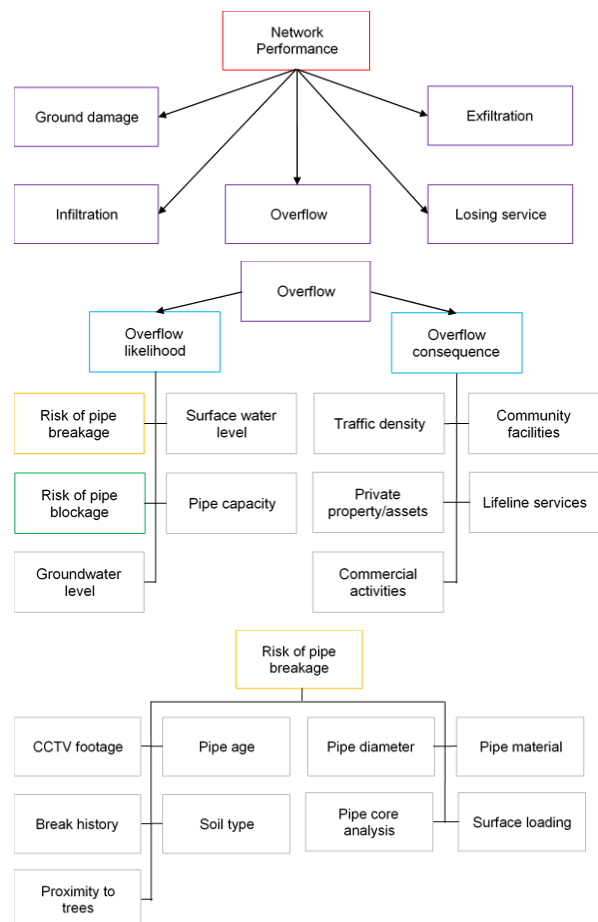 Network
Performance
Ground damage
Exfiltration
Infiltration
Overflow
Losing service
Overflow
Overflow
likelihood
Overflow
consequence
Risk of pipe
breakage
Surface water
level
Traffic density
Community
facilities
Risk of pipe
blockage
Pipe capacity
Private
property/assets
Lifeline services
Groundwater
level
Commercial
activities
Risk of pipe
breakage
CCTV footage
Pipe age
Pipe diameter
Pipe material
Break history
Soil type
Pipe core
analysis
Surface loading
Proximity to
trees